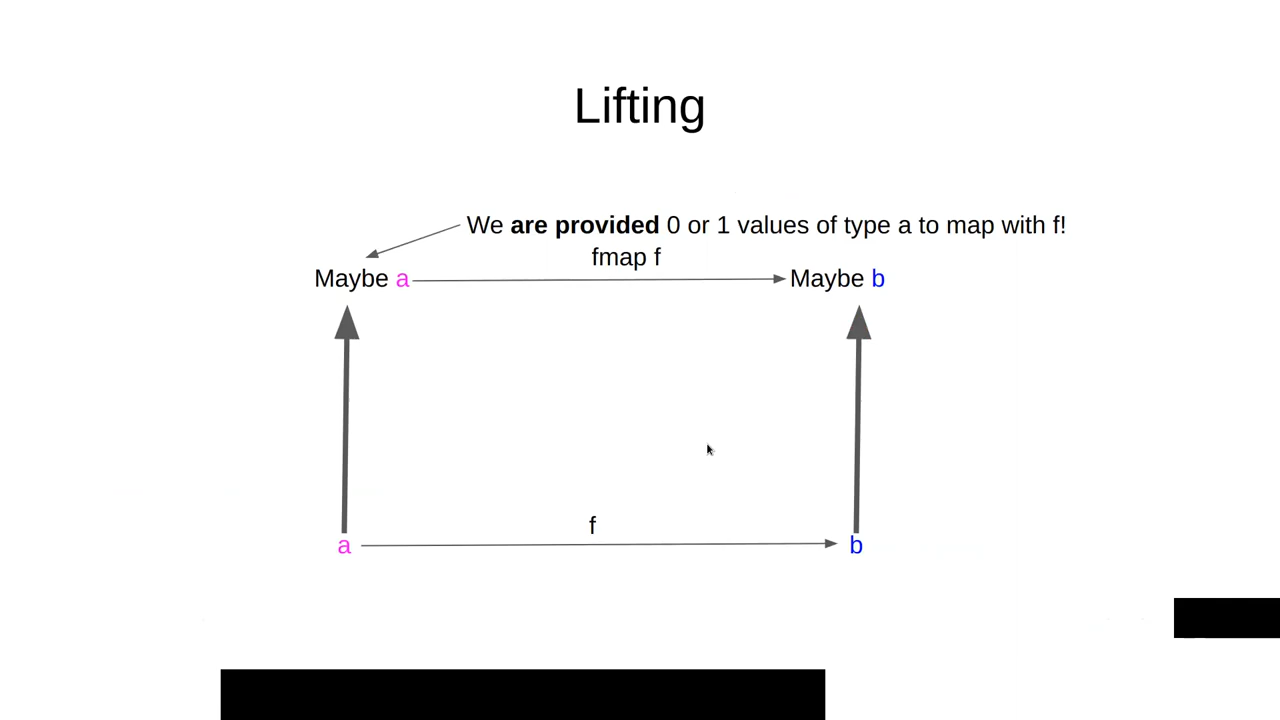 Lifting
We are provided 0 or 1 values of type a to map with f!
fmap f
Maybe a
Maybe b
f
a
b